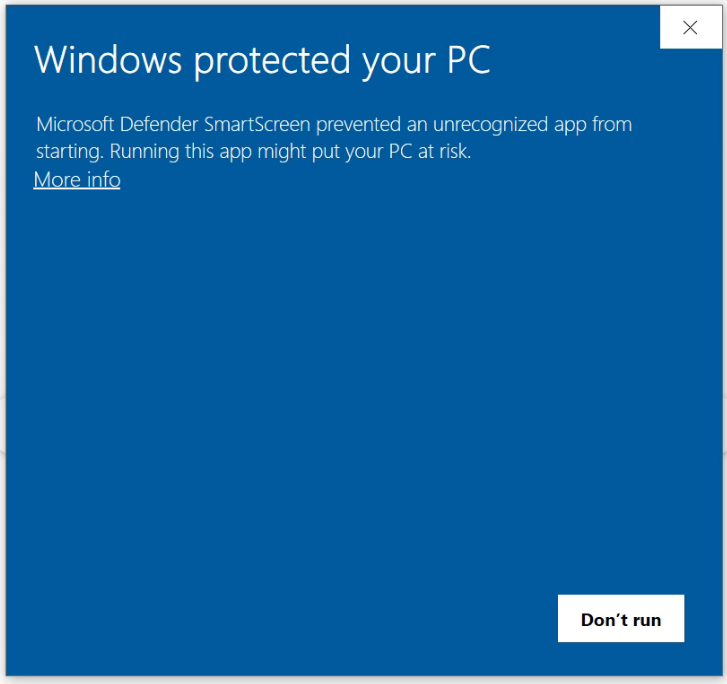 Windows protected your PC
Microsoft Defender SmartScreen prevented an unrecognized app from
starting. Running this app might put your PC at risk.
More info
Don’t run